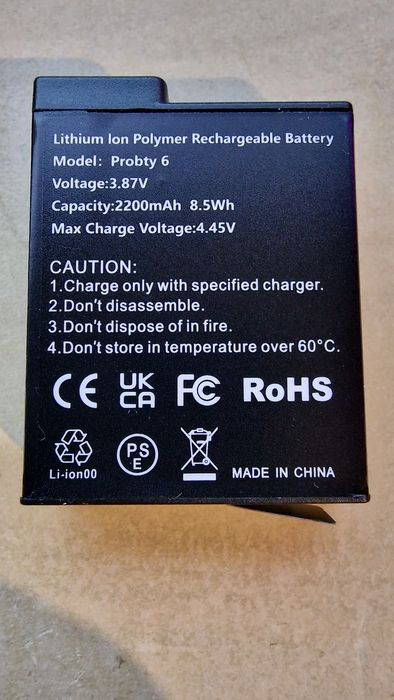 Lithium Ion Polymer Rechargeable Battery
Model: Probty 6
Voltage:3.87V
Capacity:2200mAh 8.5Wh
Max Charge Voltage:4.45V
CAUTION:
1.Charge only with specified charger.
2.Don't disassemble.
3.Don't dispose of in fire.
4.Don't store in temperature over 60°C.
CE UK CA FC RoHS
Li-ion00 PS E MADE IN CHINA